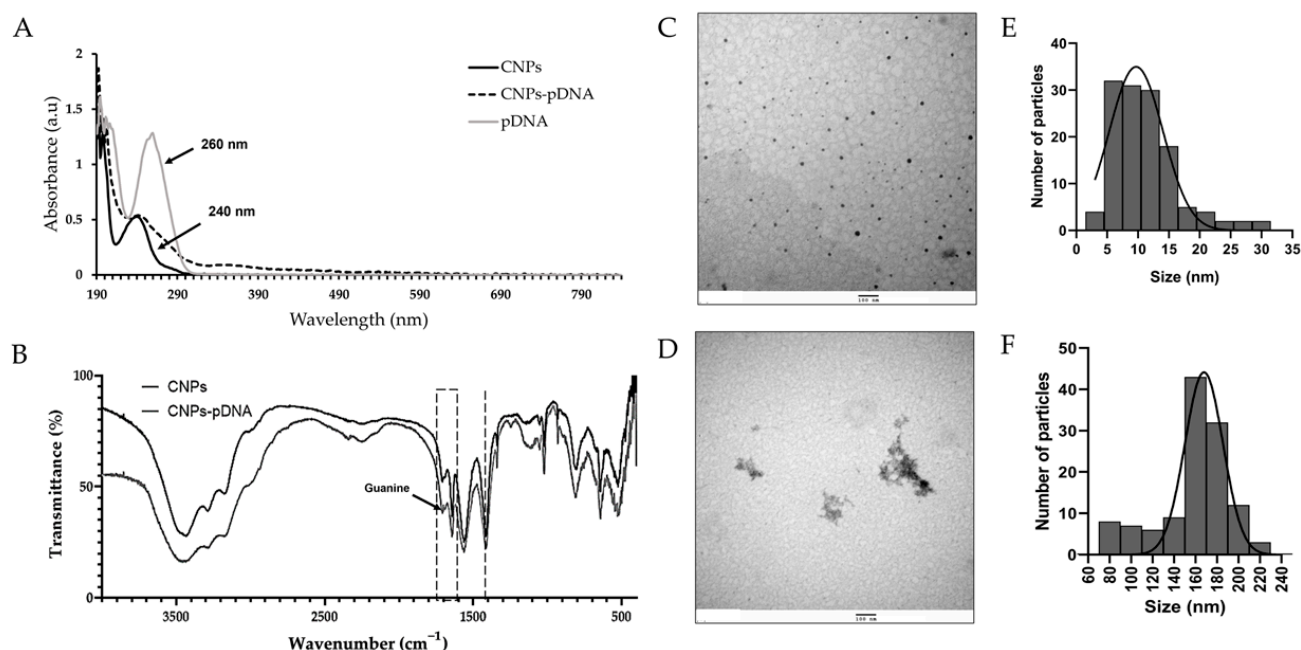 A
2
1.5
1
0.5
0
Absorbance (a.u)
CNPs
CNPs-pDNA
pDNA
260 nm
240 nm
190 290 390 490 590 690 790
Wavelength (nm)
B
100
50
0
Transmittance (%)
CNPs
CNPs-pDNA
Guanine
3500 2500 1500 500
Wavenumber (cm⁻¹)
C
100 nm
D
100 nm
E
40
30
20
10
0
Number of particles
0 5 10 15 20 25 30 35
Size (nm)
F
50
40
30
20
10
0
Number of particles
60 80 100 120 140 160 180 200 220 240
Size (nm)